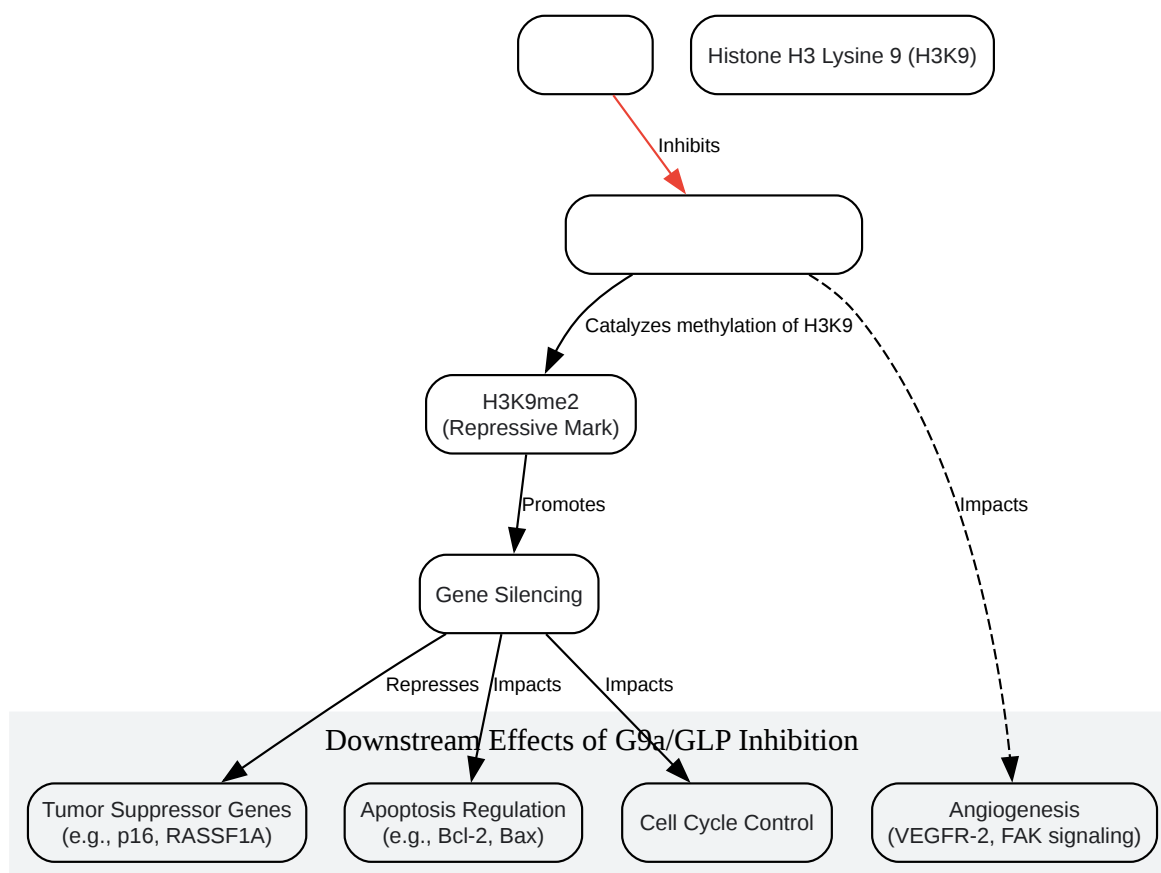 Histone H3 Lysine 9 (H3K9)
Inhibits
Catalyzes methylation of H3K9
H3K9me2
(Repressive Mark)
Impacts
Promotes
Gene Silencing
Represses
Impacts
Impacts
Downstream Effects of G9a/GLP Inhibition
Tumor Suppressor Genes
(e.g., p16, RASSF1A)
Apoptosis Regulation
(e.g., Bcl-2, Bax)
Cell Cycle Control
Angiogenesis
(VEGFR-2, FAK signaling)